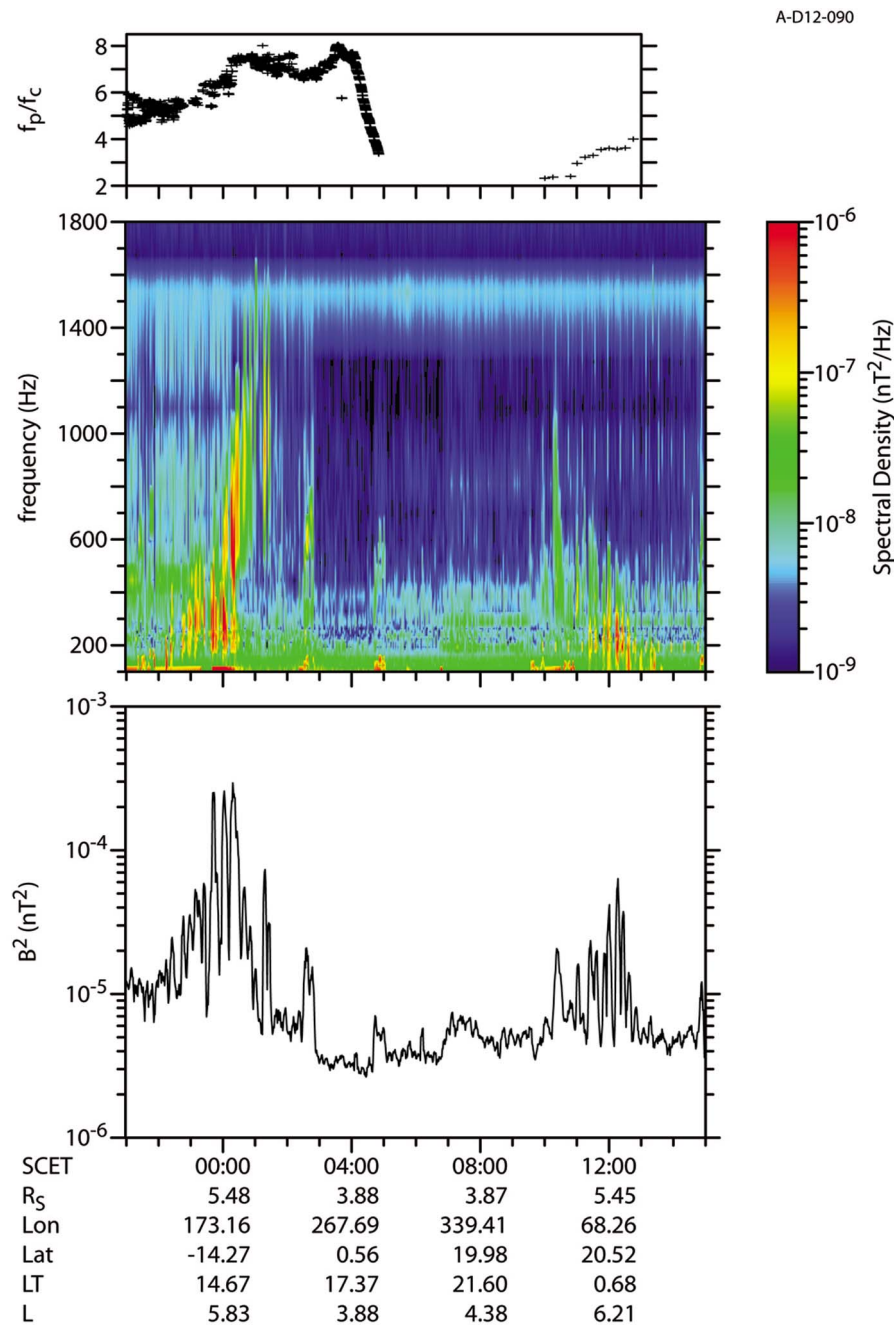 A-D12-090
8
6
4
2
fp/fc
1800
1400
1000
600
200
frequency (Hz)
10-6
10-7
10-8
10-9
Spectral Density (nT2/Hz)
10-3
10-4
10-5
10-6
B2 (nT2)
SCET 00:00 04:00 08:00 12:00
RS 5.48 3.88 3.87 5.45
Lon 173.16 267.69 339.41 68.26
Lat -14.27 0.56 19.98 20.52
LT 14.67 17.37 21.60 0.68
L 5.83 3.88 4.38 6.21